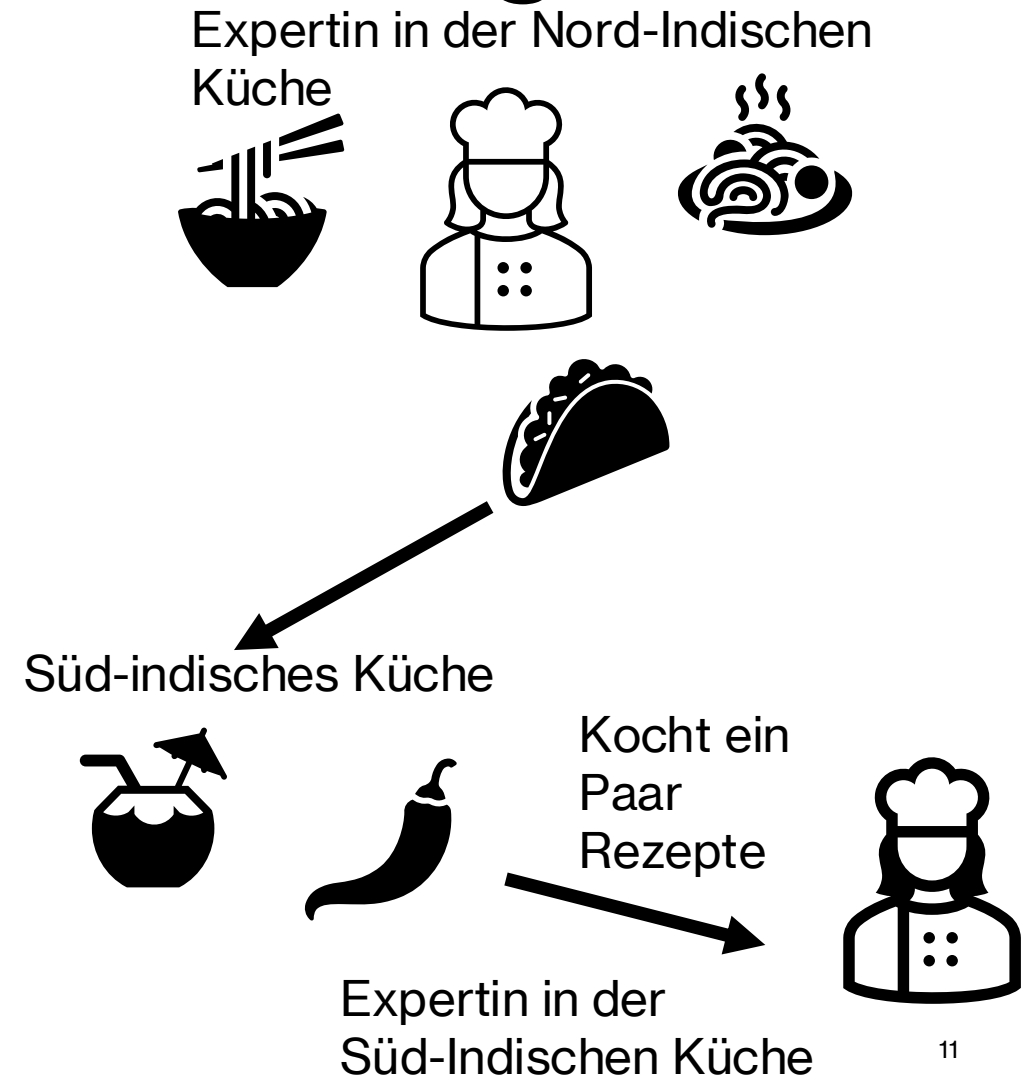 Expertin in der Nord-Indischen
Küche
Süd-indisches Küche
Kocht ein
Paar
Rezepte
Expertin in der
Süd-Indischen Küche
11